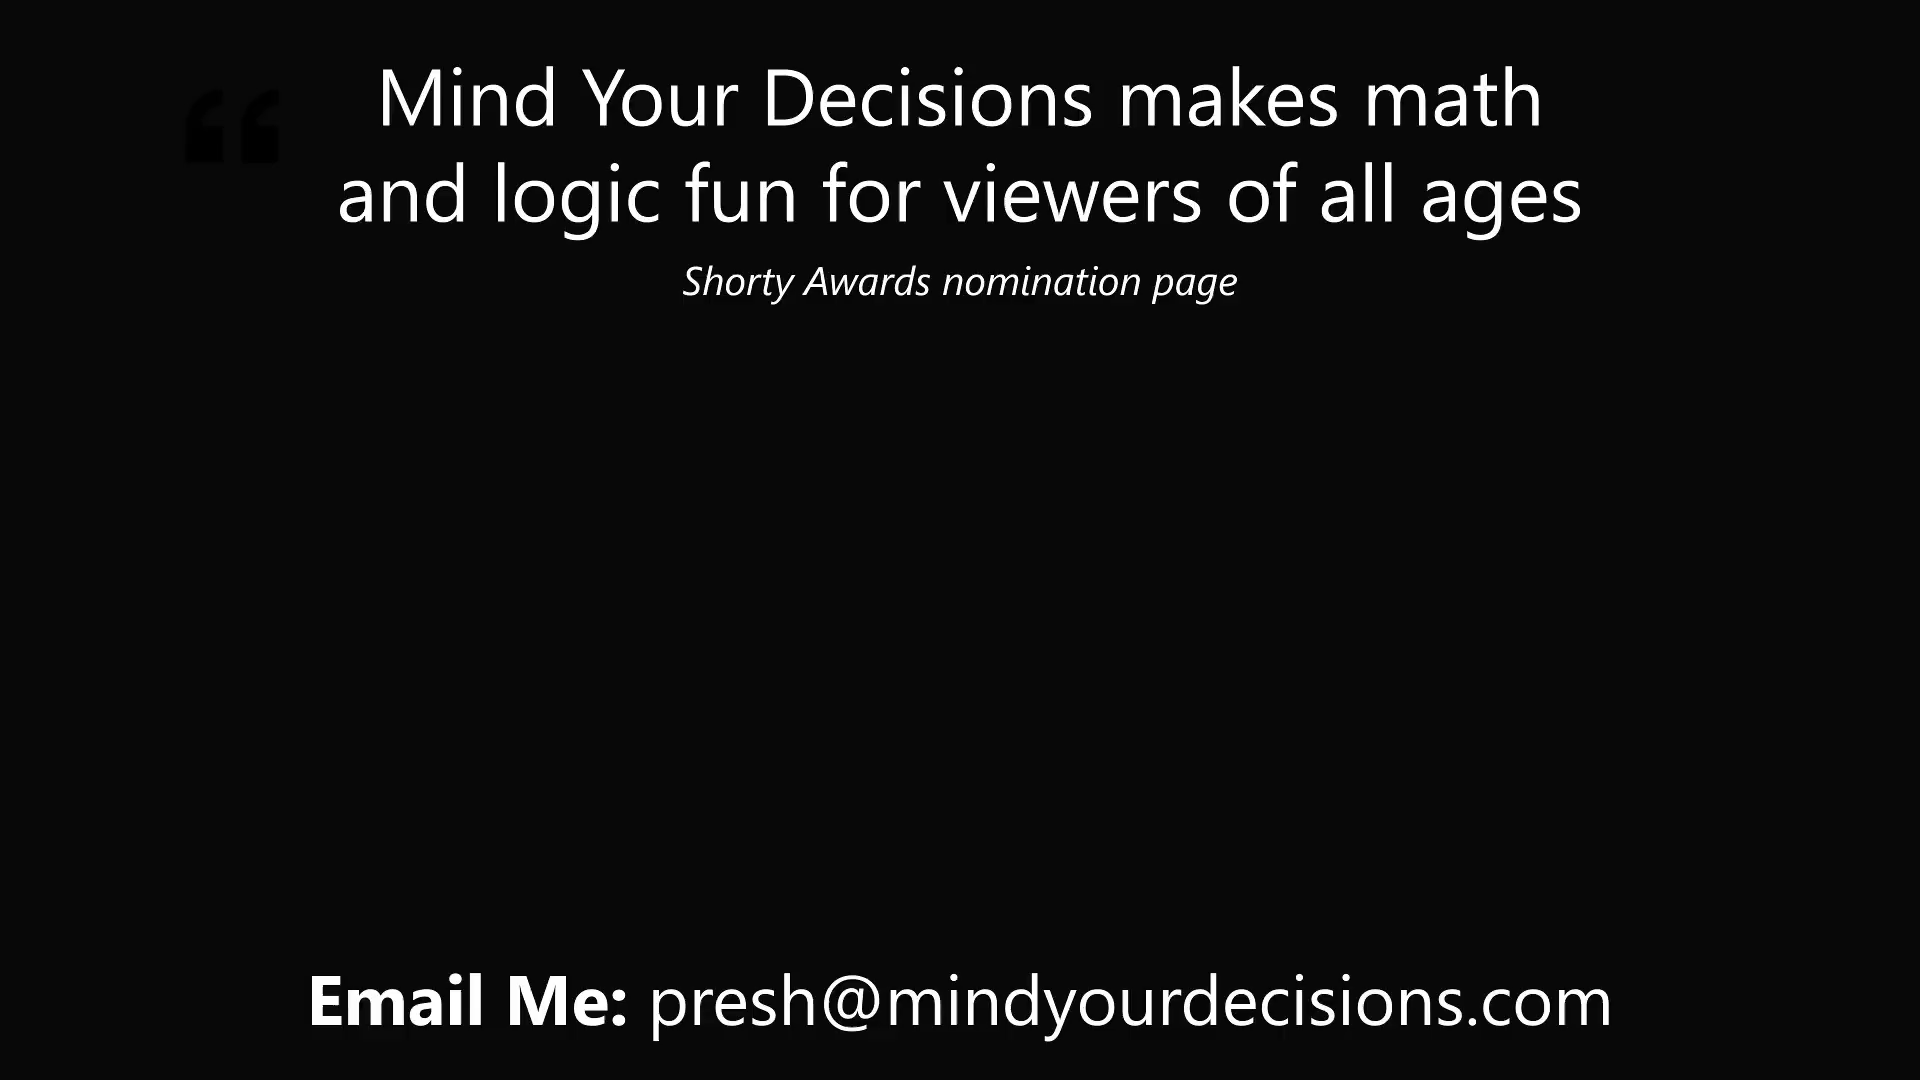 “
Mind Your Decisions makes math
and logic fun for viewers of all ages
Shorty Awards nomination page
Email Me: presh@mindyourdecisions.com